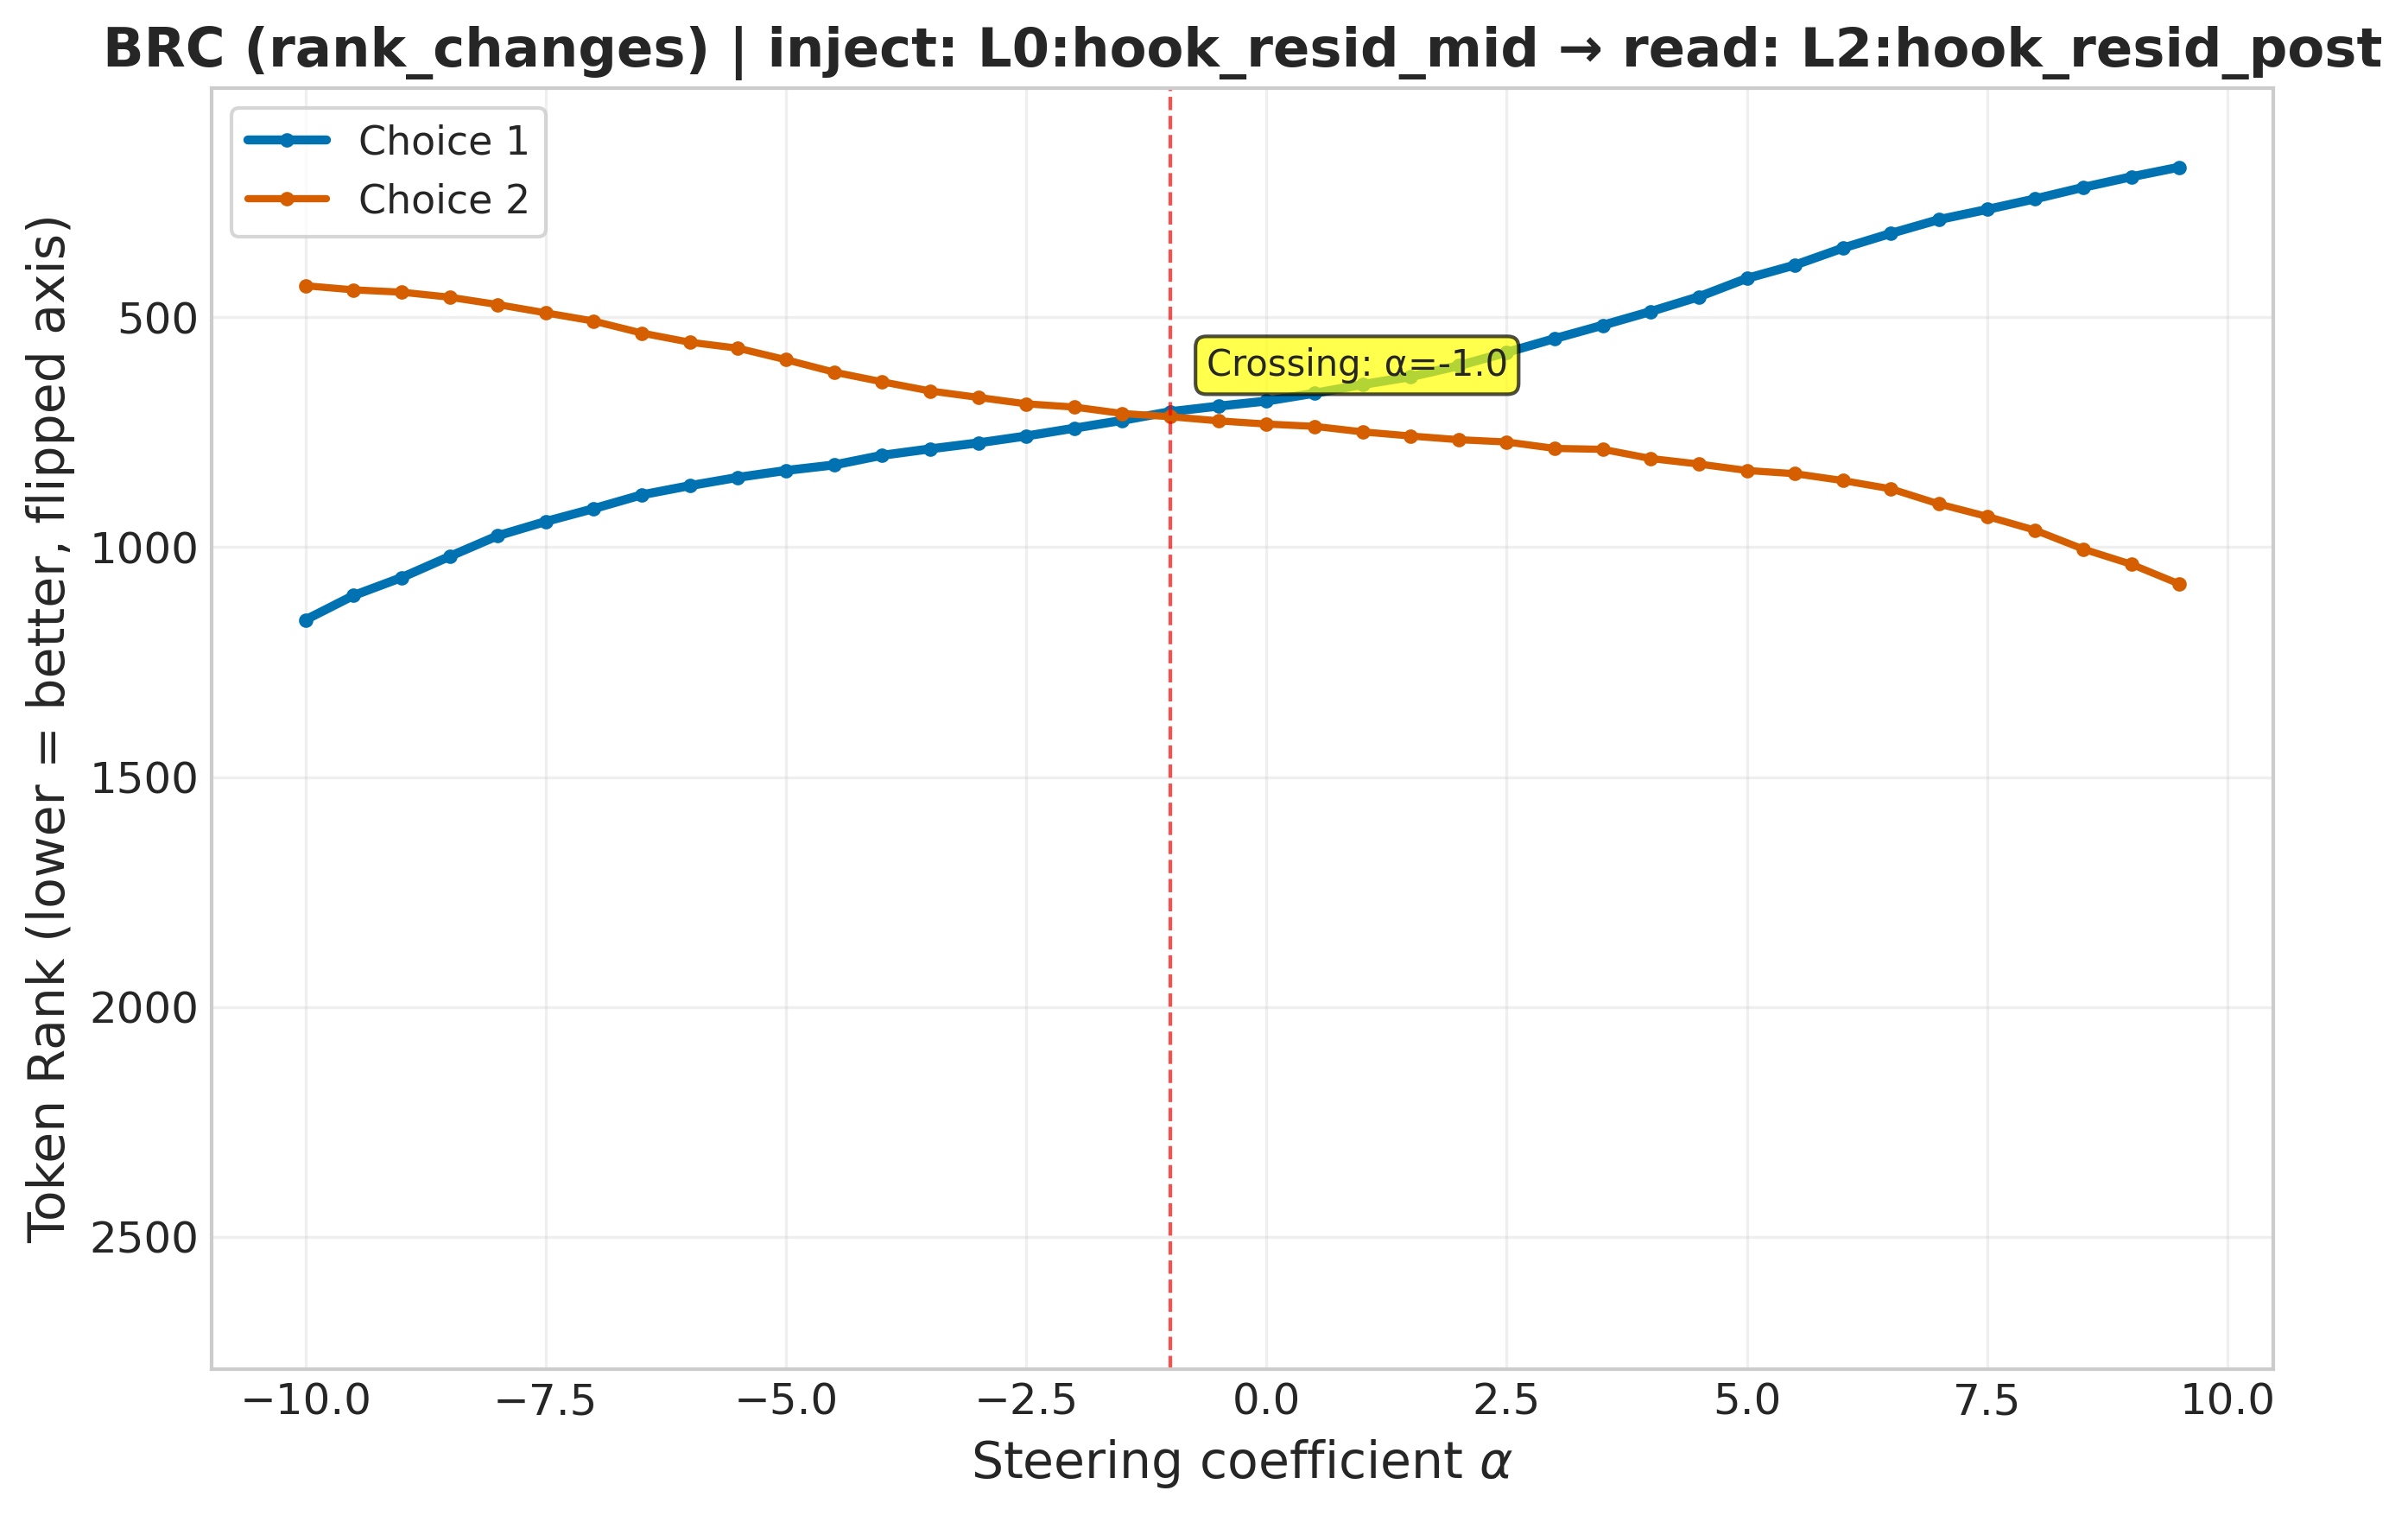 BRC (rank_changes) | inject: L0:hook_resid_mid → read: L2:hook_resid_post
Choice 1
Choice 2
Crossing: α=-1.0
Token Rank (lower = better, flipped axis)
500
1000
1500
2000
2500
−10.0 −7.5 −5.0 −2.5 0.0 2.5 5.0 7.5 10.0
Steering coefficient α